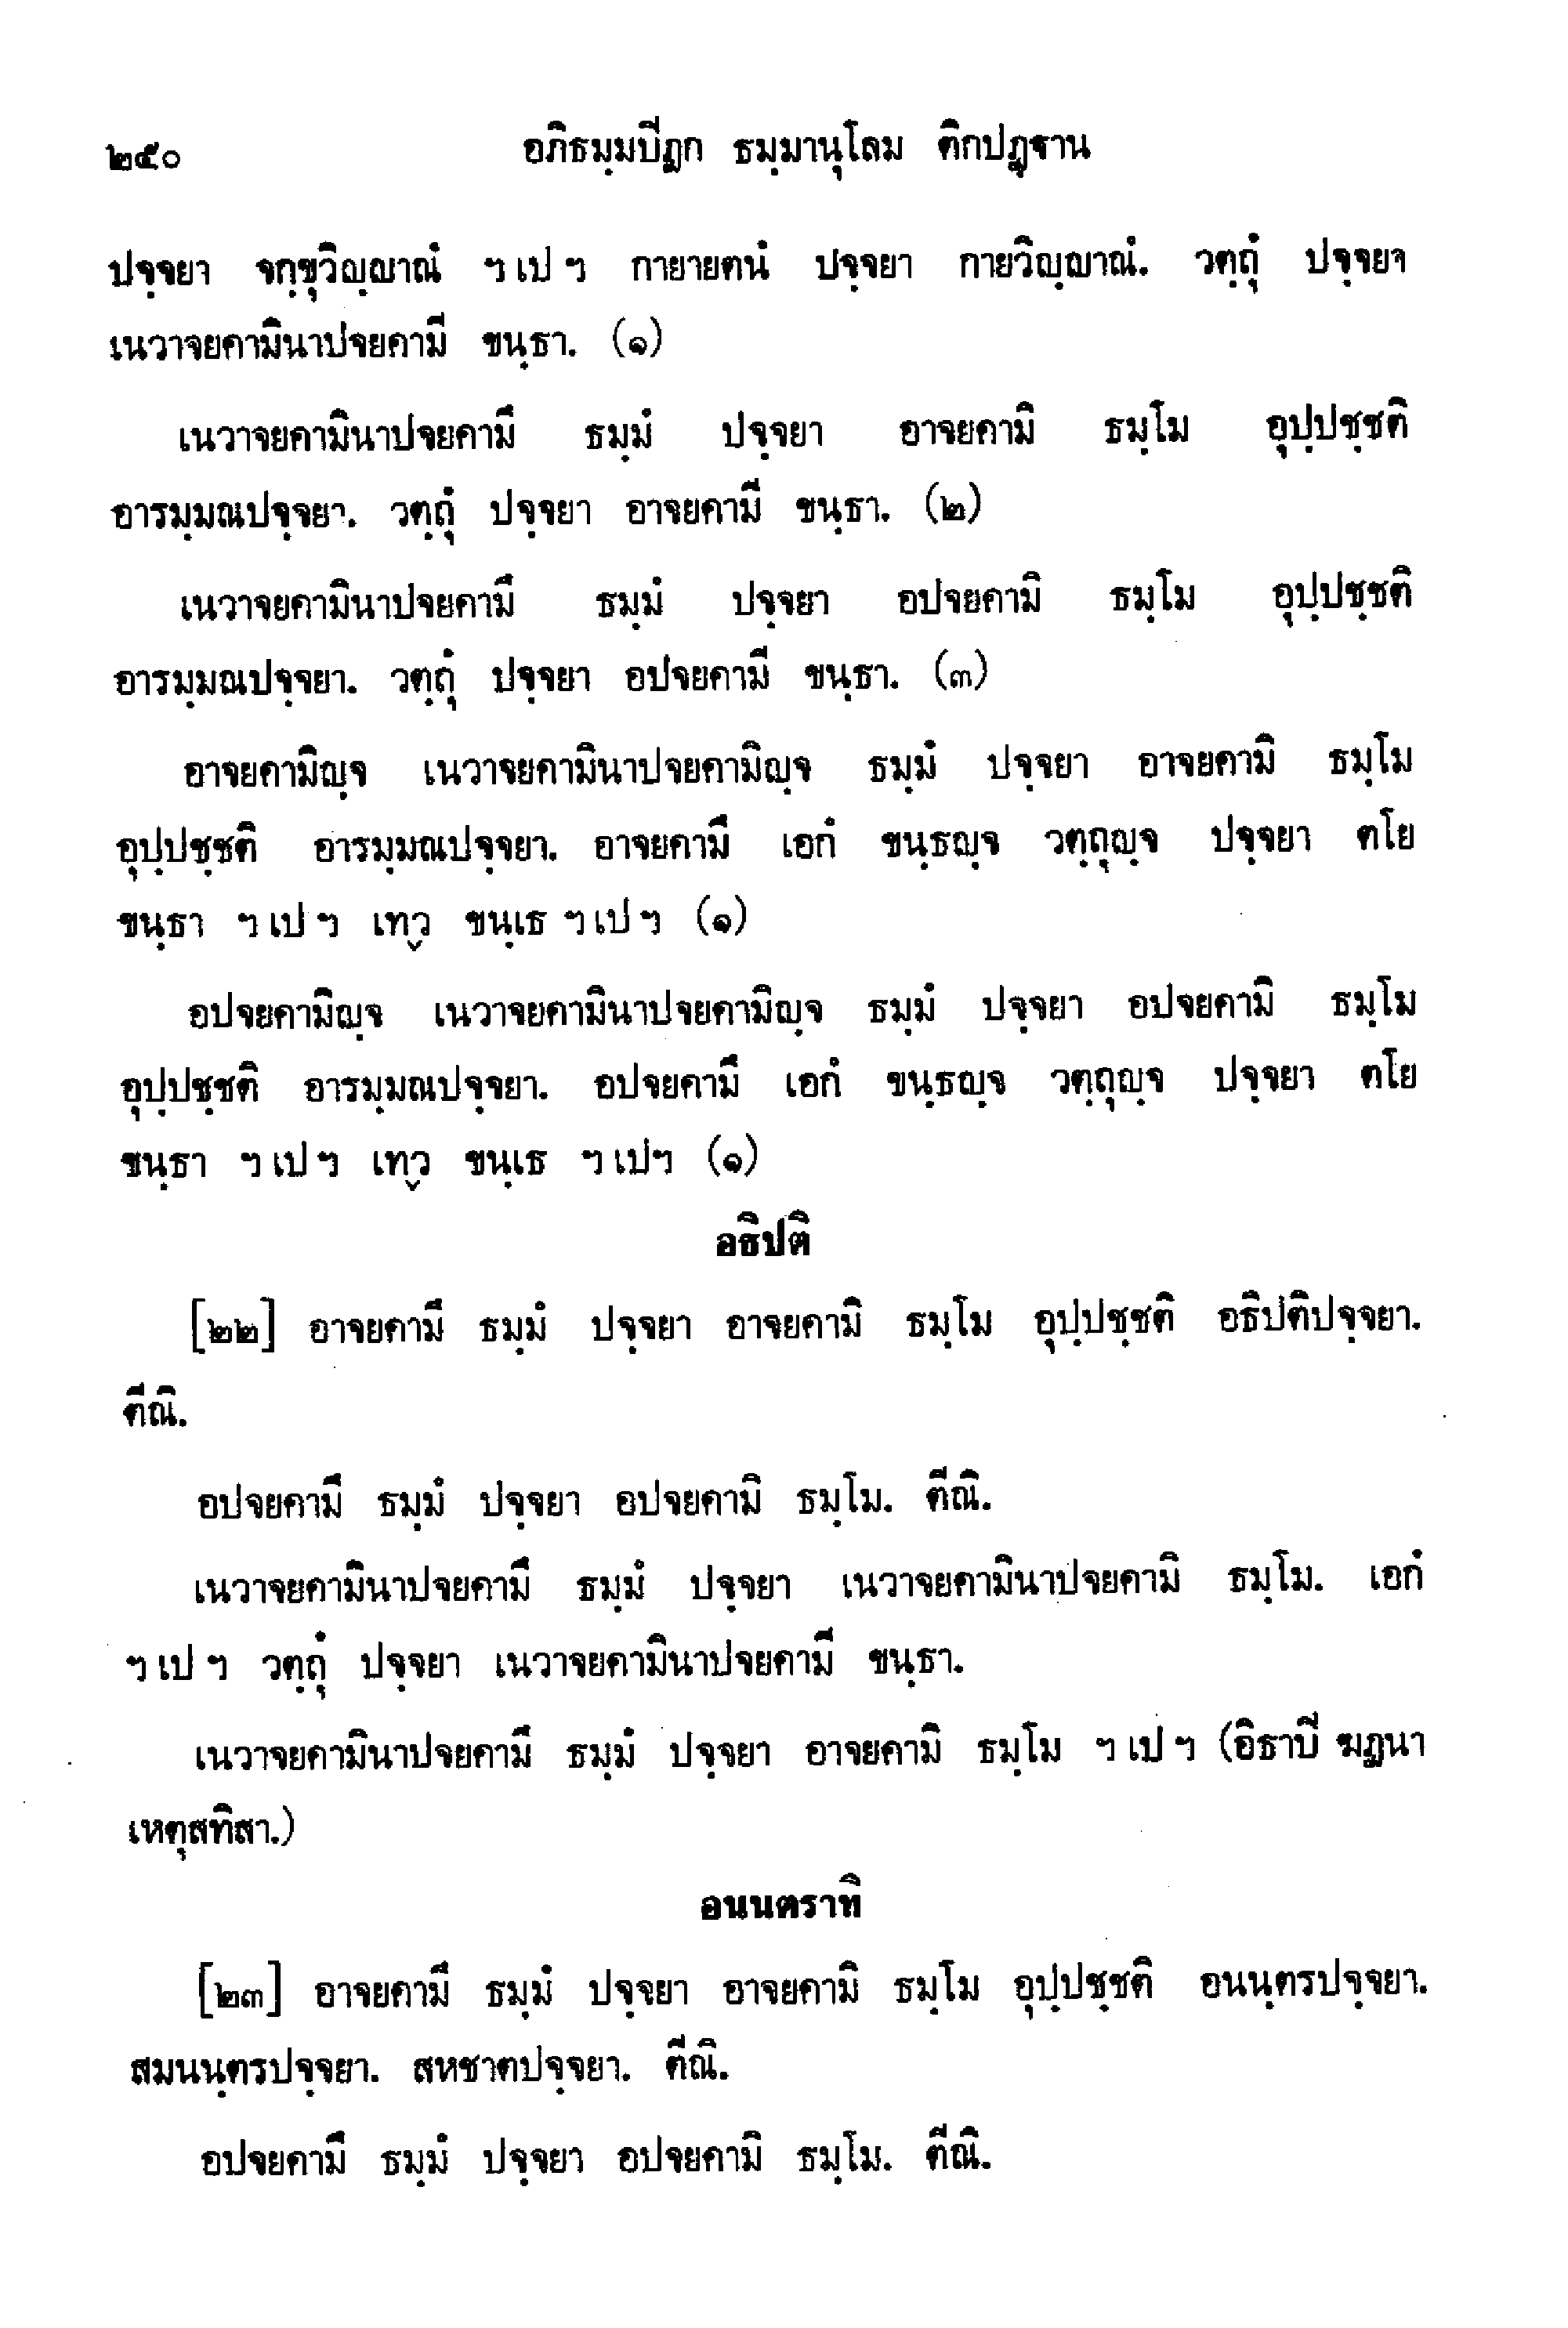 ๒๕๐ อภิธมฺมปิฏก ธมฺมานุโลม ติกปฏฺฐาน
ปจฺจยา จกฺขุวิญฺญาณํ ฯ เป ฯ กายายตนํ ปจฺจยา กายวิญฺญาณํ. วตฺถุํ ปจฺจยา
เนวาจยคามินาปจยคามี ขนฺธา. (๑)
เนวาจยคามินาปจยคามึ ธมฺมํ ปจฺจยา อาจยคามิ ธมฺโม อุปฺปชฺชติ
อารมฺมณปจฺจยา. วตฺถุํ ปจฺจยา อาจยคามี ขนฺธา. (๒)
เนวาจยคามินาปจยคามึ ธมฺมํ ปจฺจยา อปจยคามิ ธมฺโม อุปฺปชฺชติ
อารมฺมณปจฺจยา. วตฺถุํ ปจฺจยา อปจยคามี ขนฺธา. (๓)
อาจยคามิญฺจ เนวาจยคามินาปจยคามิญฺจ ธมฺมํ ปจฺจยา อาจยคามิ ธมฺโม
อุปฺปชฺชติ อารมฺมณปจฺจยา. อาจยคามึ เอกํ ขนฺธญฺจ วตฺถุญฺจ ปจฺจยา ตโย
ขนฺธา ฯ เป ฯ เทฺว ขนฺเธ ฯ เป ฯ (๑)
อปจยคามิญฺจ เนวาจยคามินาปจยคามิญฺจ ธมฺมํ ปจฺจยา อปจยคามิ ธมฺโม
อุปฺปชฺชติ อารมฺมณปจฺจยา. อปจยคามึ เอกํ ขนฺธญฺจ วตฺถุญฺจ ปจฺจยา ตโย
ขนฺธา ฯ เป ฯ เทฺว ขนฺเธ ฯ เปฯ (๑)
อธิปติ
[๒๒] อาจยคามึ ธมฺมํ ปจฺจยา อาจยคามิ ธมฺโม อุปฺปชฺชติ อธิปติปจฺจยา.
ตีณิ.
อปจยคามึ ธมฺมํ ปจฺจยา อปจยคามิ ธมฺโม. ตีณิ.
เนวาจยคามินาปจยคามึ ธมฺมํ ปจฺจยา เนวาจยคามินาปจยคามิ ธมฺโม. เอกํ
ฯ เป ฯ วตฺถุํ ปจฺจยา เนวาจยคามินาปจยคามี ขนฺธา.
เนวาจยคามินาปจยคามึ ธมฺมํ ปจฺจยา อาจยคามิ ธมฺโม ฯ เป ฯ (อิธาปิ ฆฏนา
เหตุสทิสา.)
อนนตราทิ
[๒๓] อาจยคามึ ธมฺมํ ปจฺจยา อาจยคามิ ธมฺโม อุปฺปชฺชติ อนนฺตรปจฺจยา.
สมนนฺตรปจฺจยา. สหชาตปจฺจยา. ตีณิ.
อปจยคามึ ธมฺมํ ปจฺจยา อปจยคามิ ธมฺโม. ตีณิ.